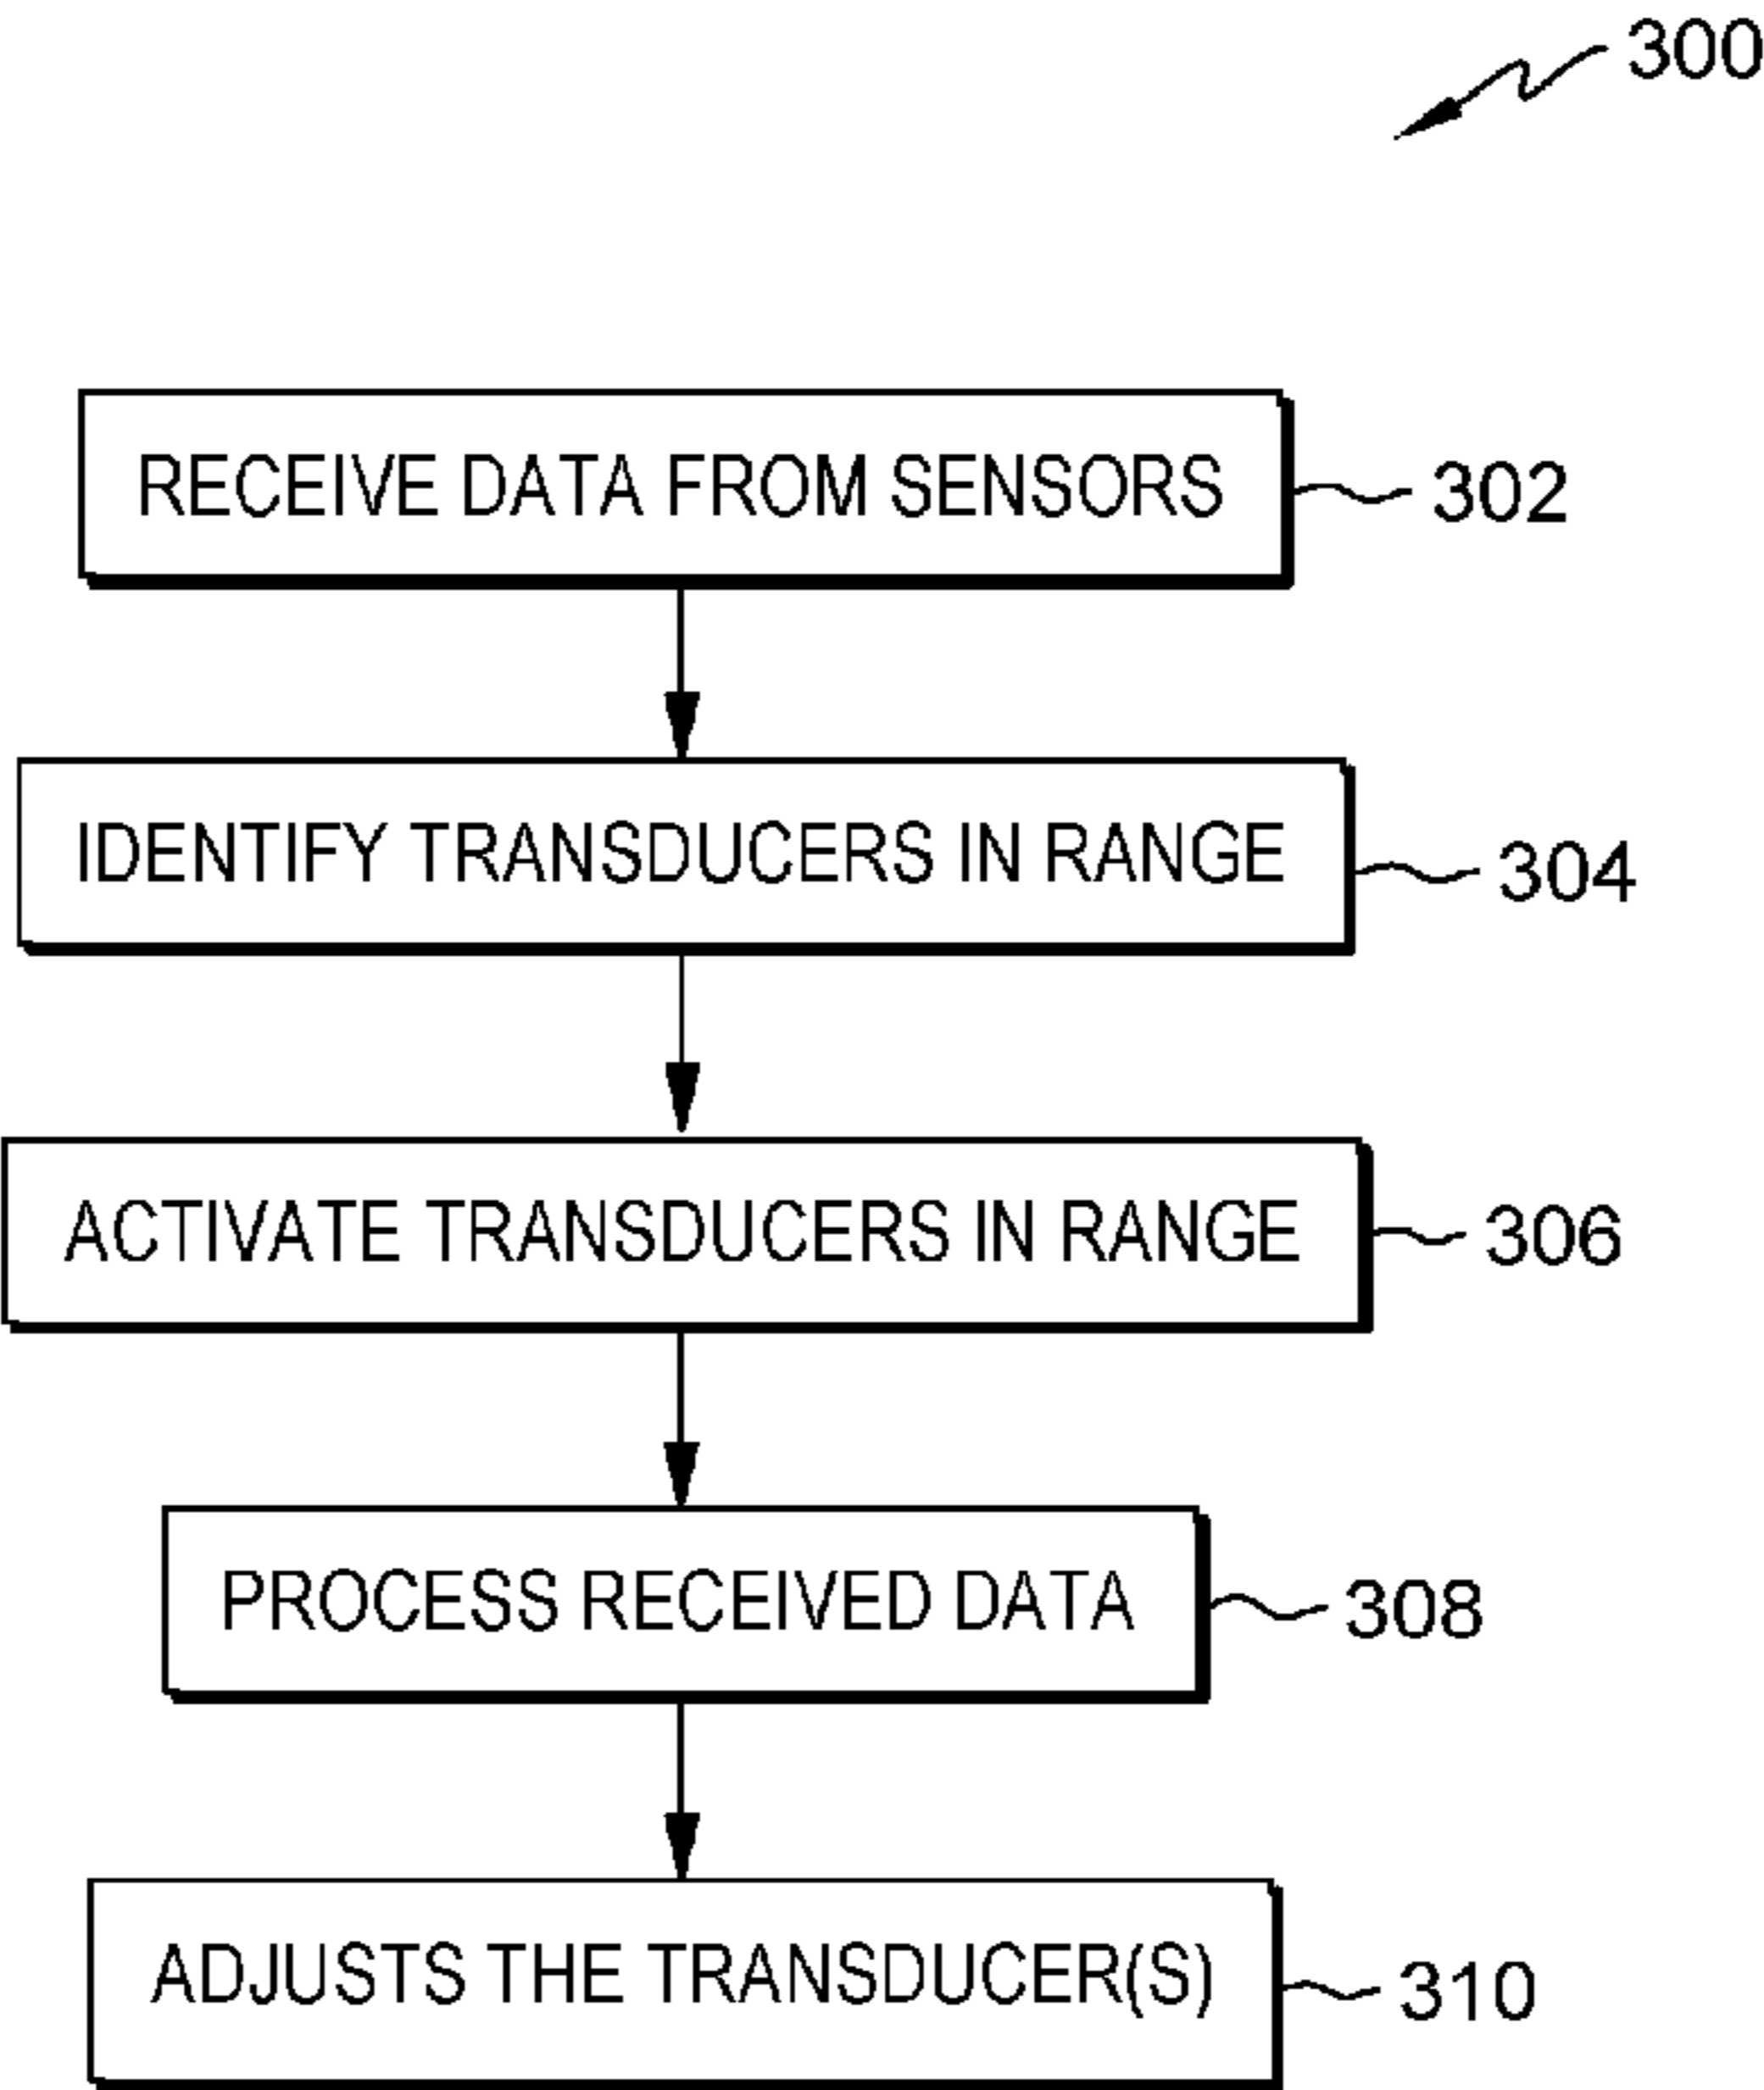 300
RECEIVE DATA FROM SENSORS 302
IDENTIFY TRANSDUCERS IN RANGE 304
ACTIVATE TRANSDUCERS IN RANGE 306
PROCESS RECEIVED DATA 308
ADJUSTS THE TRANSDUCER(S) 310